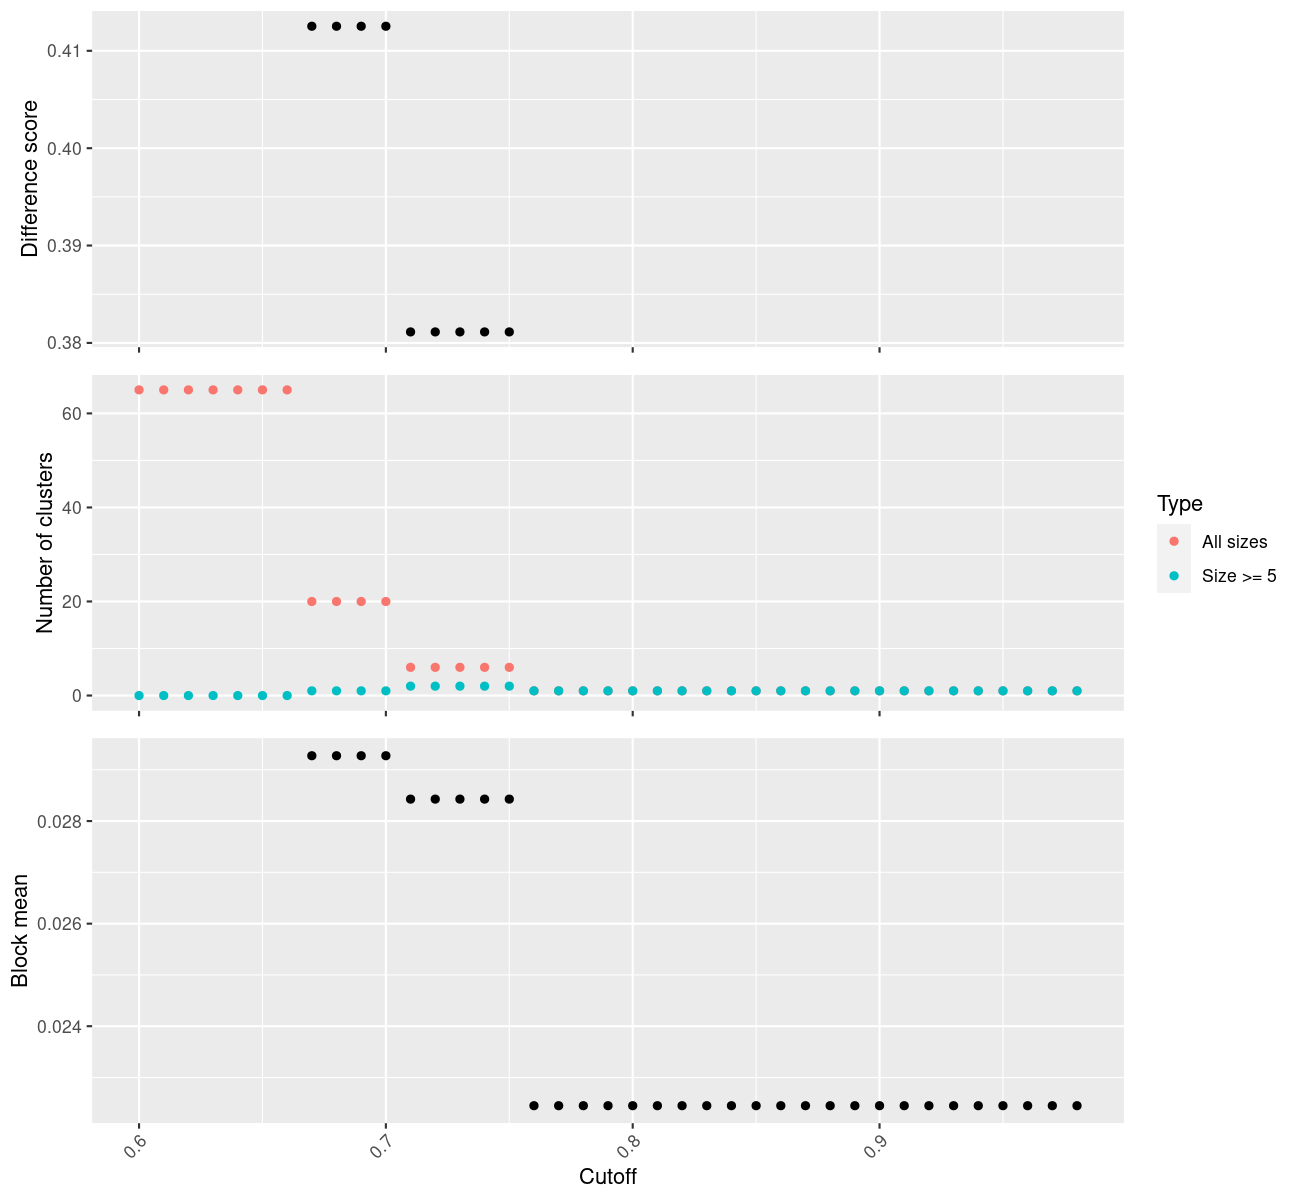 Difference score
0.41
0.40
0.39
0.38
Number of clusters
60
40
20
0
Type
All sizes
Size >= 5
Block mean
0.028
0.026
0.024
0.6
0.7
0.8
0.9
Cutoff